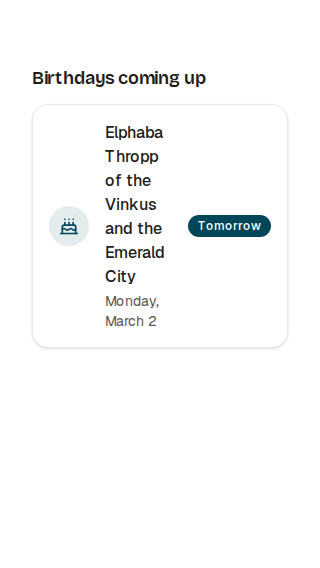 Birthdays coming up
Elphaba
Thropp
of the
Vinkus
and the
Emerald
City
Monday,
March 2
Tomorrow